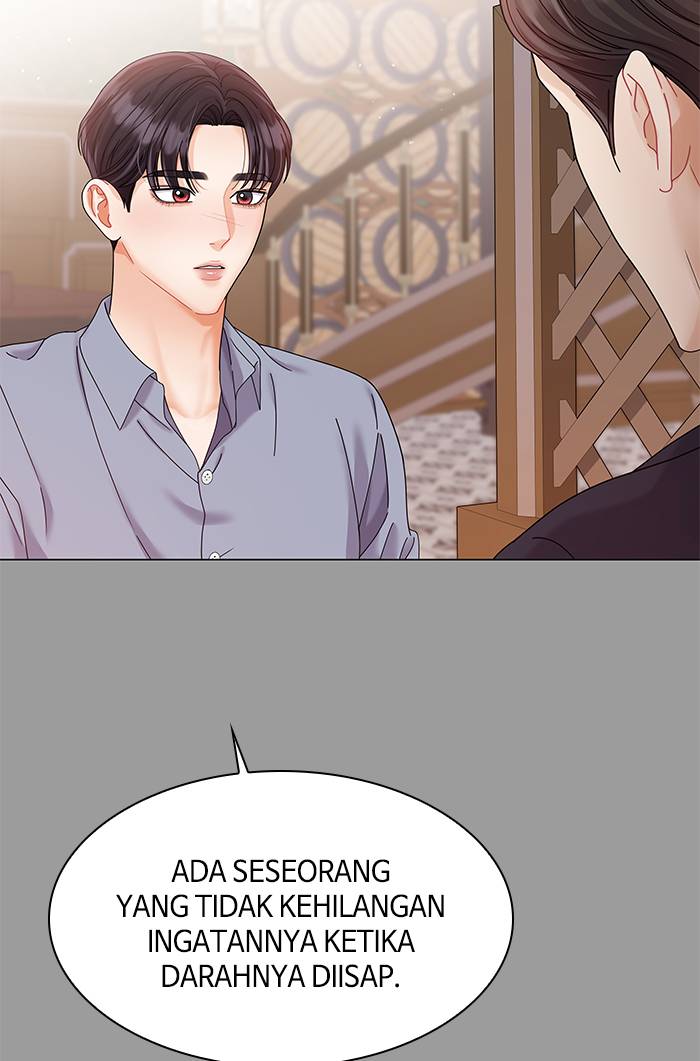 ADA SESEORANG
YANG TIDAK KEHILANGAN
INGATANNYA KETIKA
DARAHNYA DIISAP.